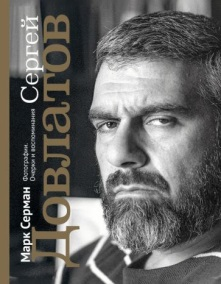 Марк Серман
Фотографии.
Очерки и воспоминания
Сергей
Довлатов